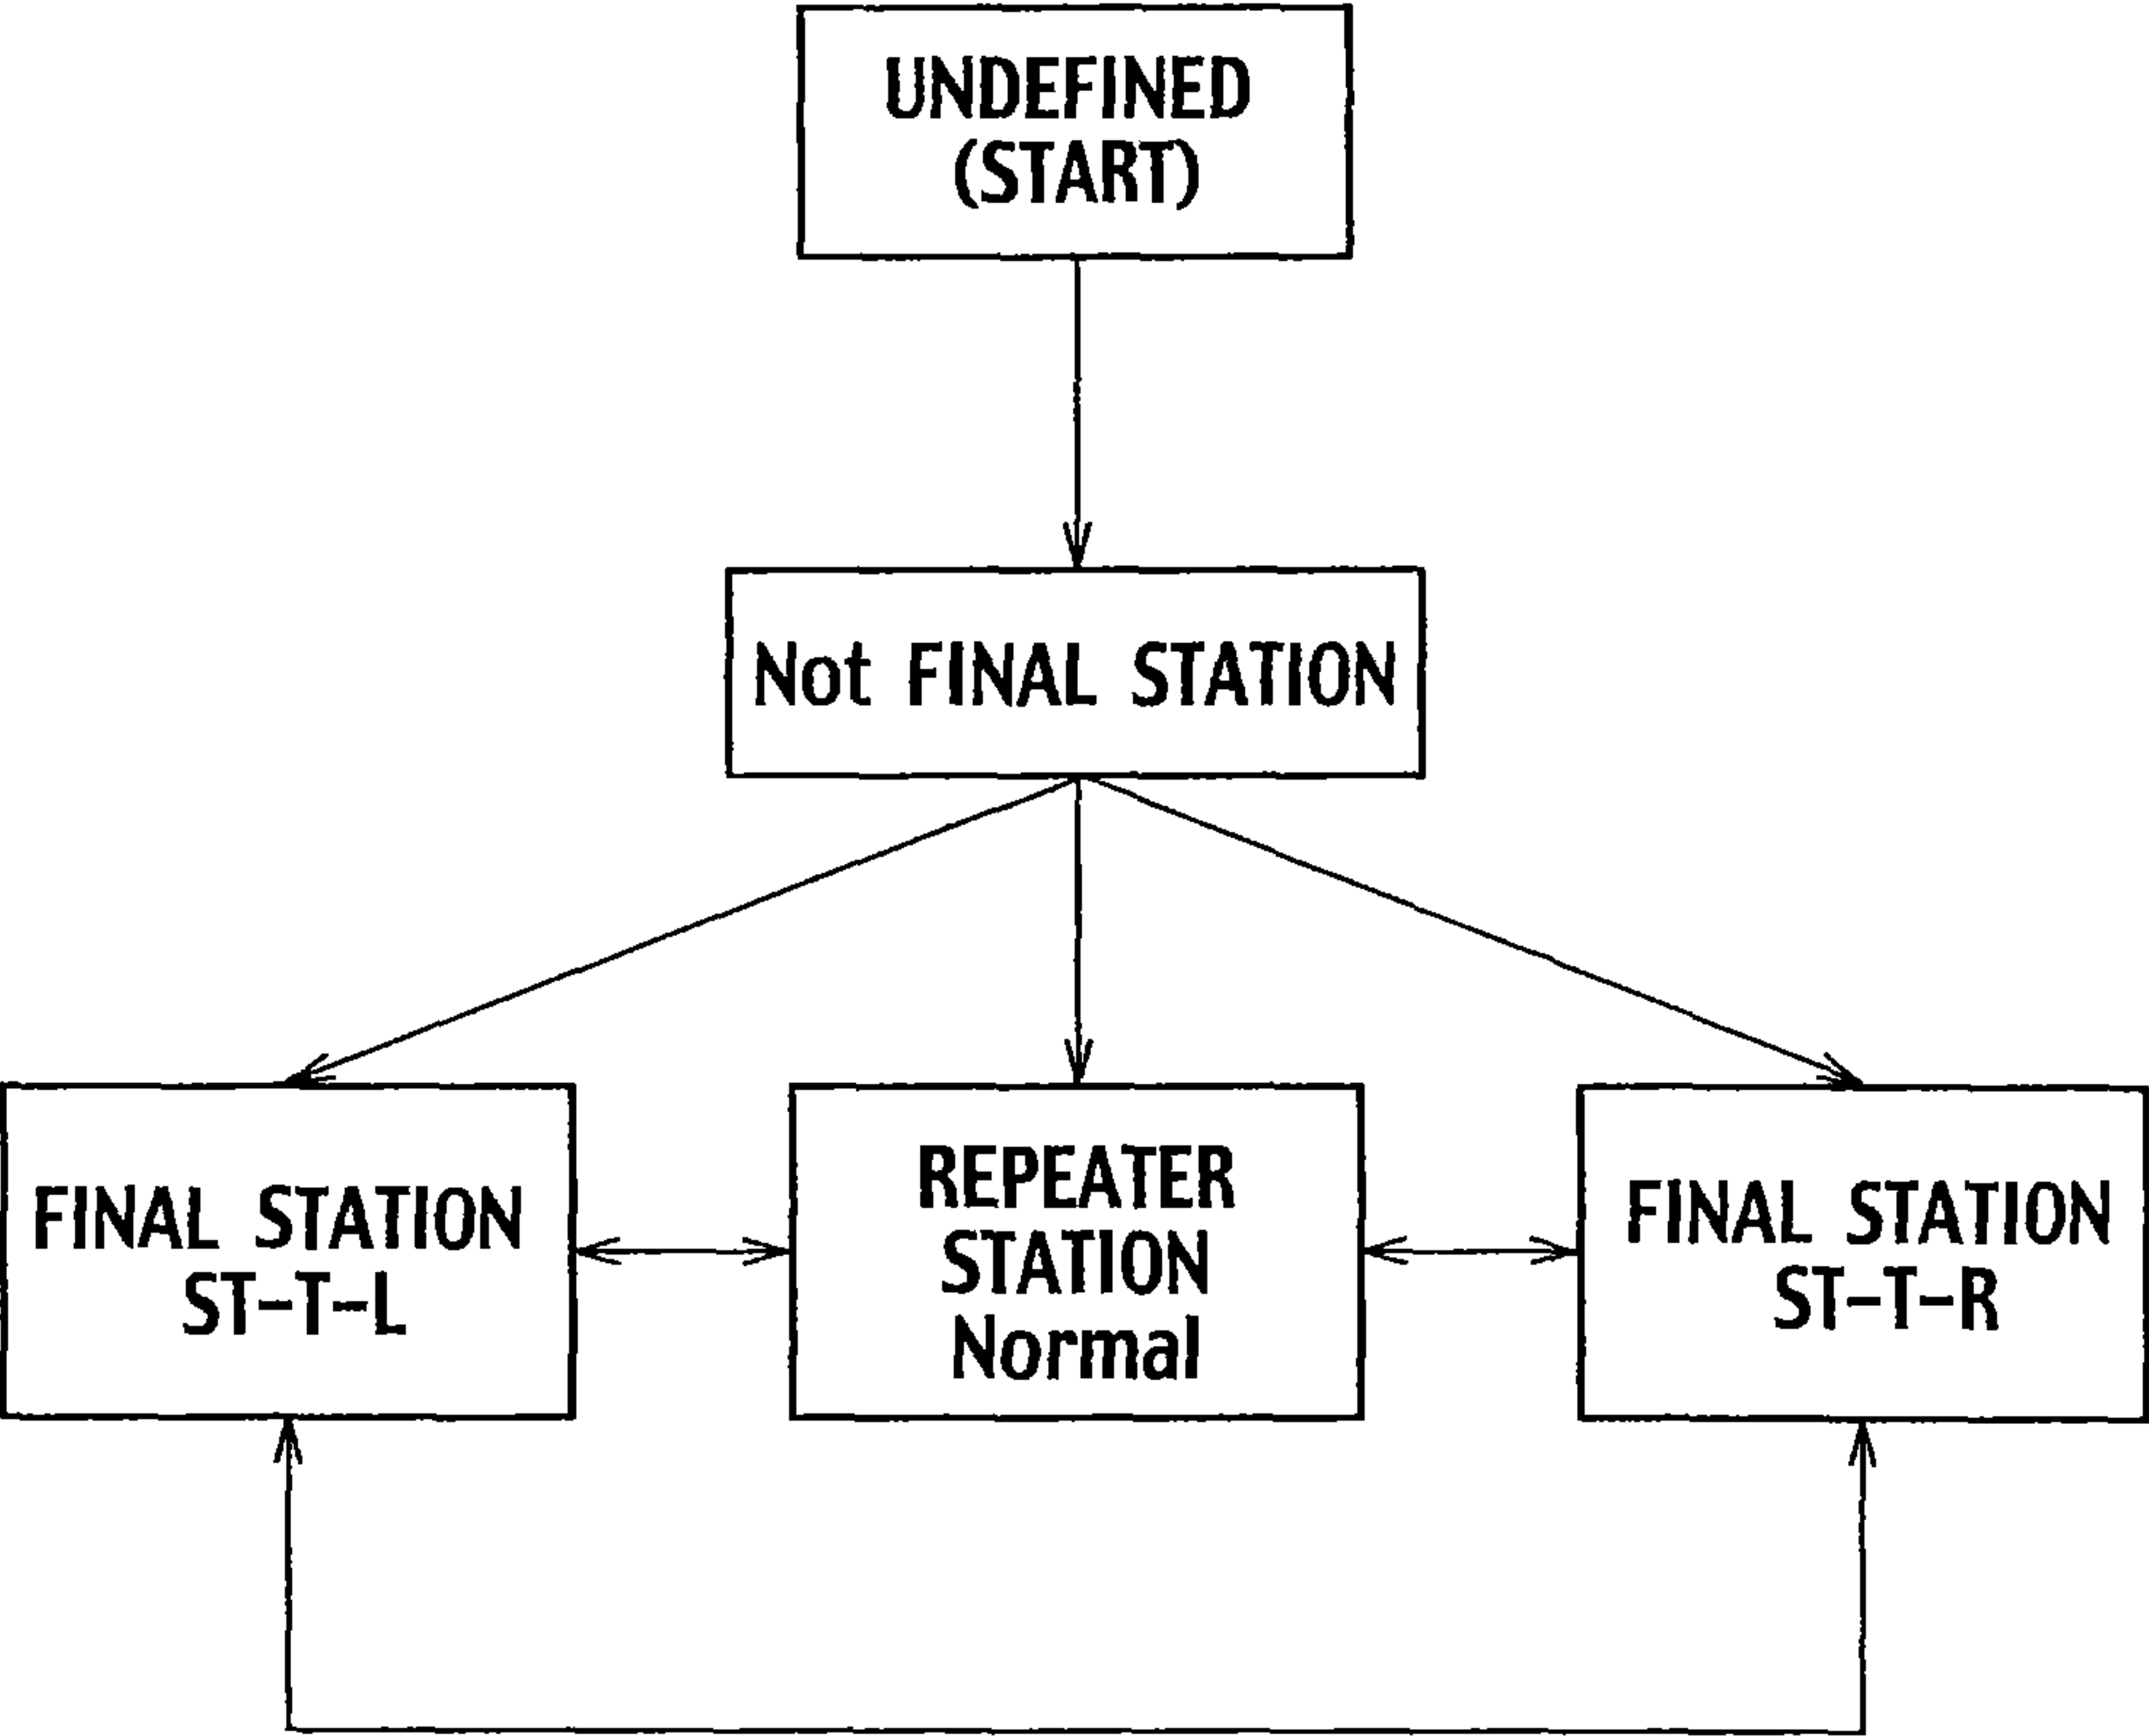 UNDEFINED
(START)
Not FINAL STATION
FINAL STATION
ST-T-L
REPEATER
STATION
Normal
FINAL STATION
ST-T-R